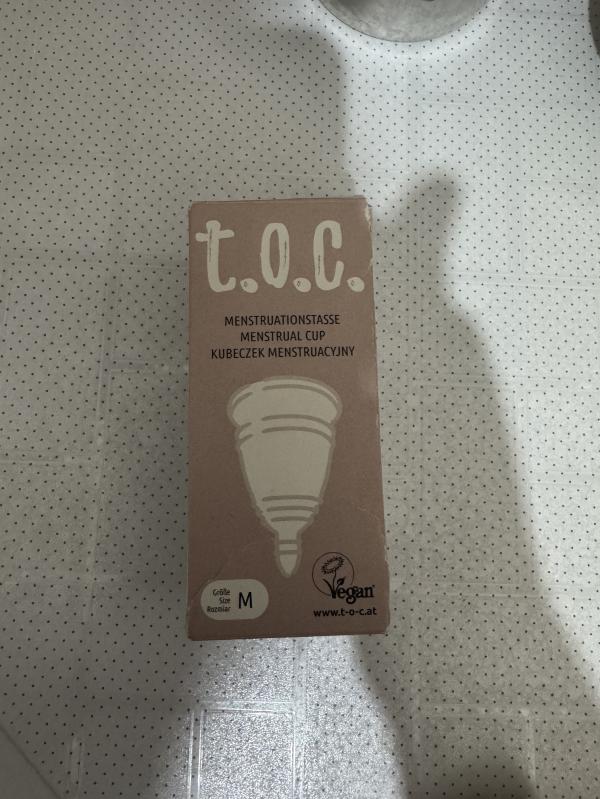 t.o.c.
MENSTRUATIONSTASSE
MENSTRUAL CUP
KUBECZEK MENSTRUACYJNY
Größe
Size
Rozmiar
M
Vegan
www.t-o-c.at